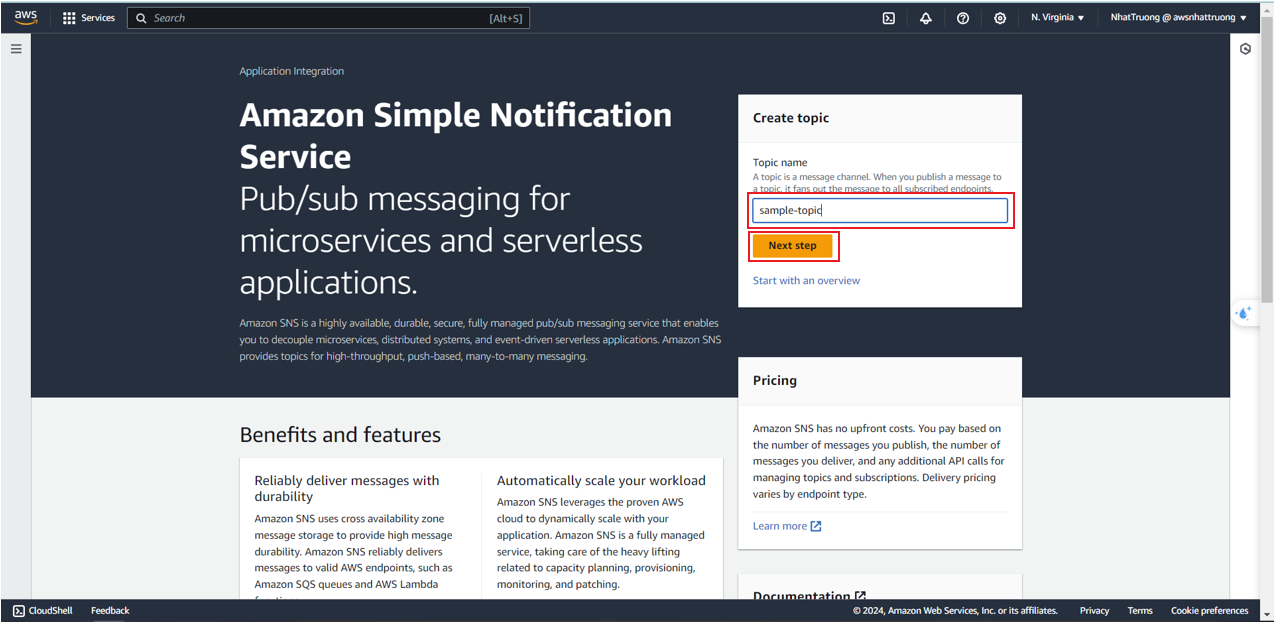 aws
Services
Search
[Alt+S]
N. Virginia
NhatTruong @ awsnhattruong
Application Integration
Amazon Simple Notification
Service
Pub/sub messaging for
microservices and serverless
applications.
Amazon SNS is a highly available, durable, secure, fully managed pub/sub messaging service that enables
you to decouple microservices, distributed systems, and event-driven serverless applications. Amazon SNS
provides topics for high-throughput, push-based, many-to-many messaging.
Create topic
Topic name
A topic is a message channel. When you publish a message to
a topic, it fans out the message to all subscribed endpoints.
sample-topic
Next step
Start with an overview
Pricing
Amazon SNS has no upfront costs. You pay based on
the number of messages you publish, the number of
messages you deliver, and any additional API calls for
managing topics and subscriptions. Delivery pricing
varies by endpoint type.
Learn more
Documentation
Benefits and features
Reliably deliver messages with
durability
Amazon SNS uses cross availability zone
message storage to provide high message
durability. Amazon SNS reliably delivers
messages to valid AWS endpoints, such as
Amazon SQS queues and AWS Lambda
Automatically scale your workload
Amazon SNS leverages the proven AWS
cloud to dynamically scale with your
application. Amazon SNS is a fully managed
service, taking care of the heavy lifting
related to capacity planning, provisioning,
monitoring, and patching.
CloudShell
Feedback
© 2024, Amazon Web Services, Inc. or its affiliates.
Privacy
Terms
Cookie preferences